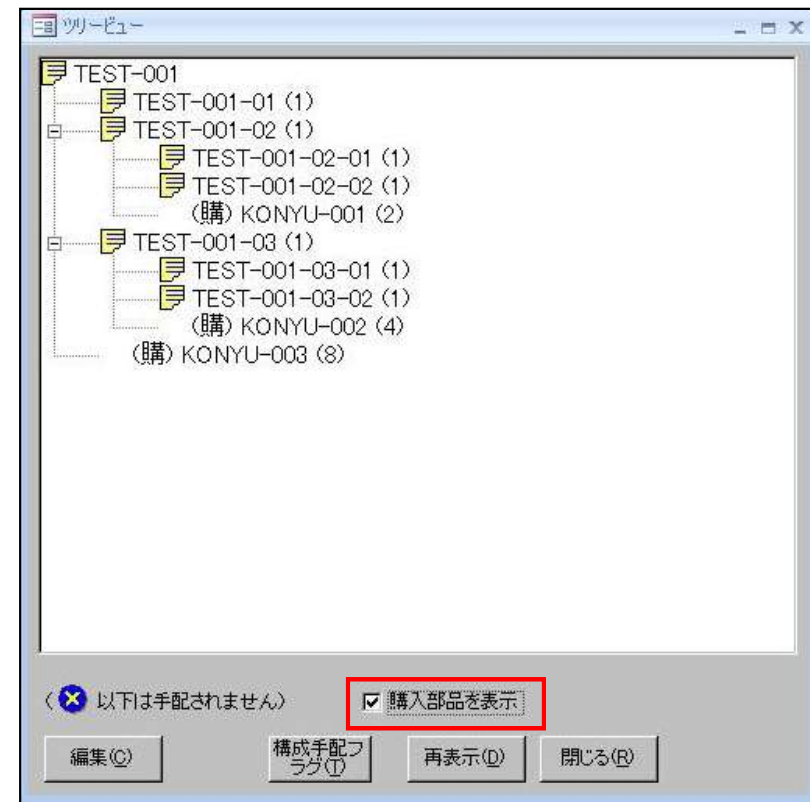 ツリービュー
TEST-001
TEST-001-01 (1)
TEST-001-02 (1)
TEST-001-02-01 (1)
TEST-001-02-02 (1)
(購) KONYU-001 (2)
TEST-001-03 (1)
TEST-001-03-01 (1)
TEST-001-03-02 (1)
(購) KONYU-002 (4)
(購) KONYU-003 (8)
( 以下は手配されません)
購入部品を表示
編集(C)
構成手配フ
ラグ(T)
再表示(D)
閉じる(R)